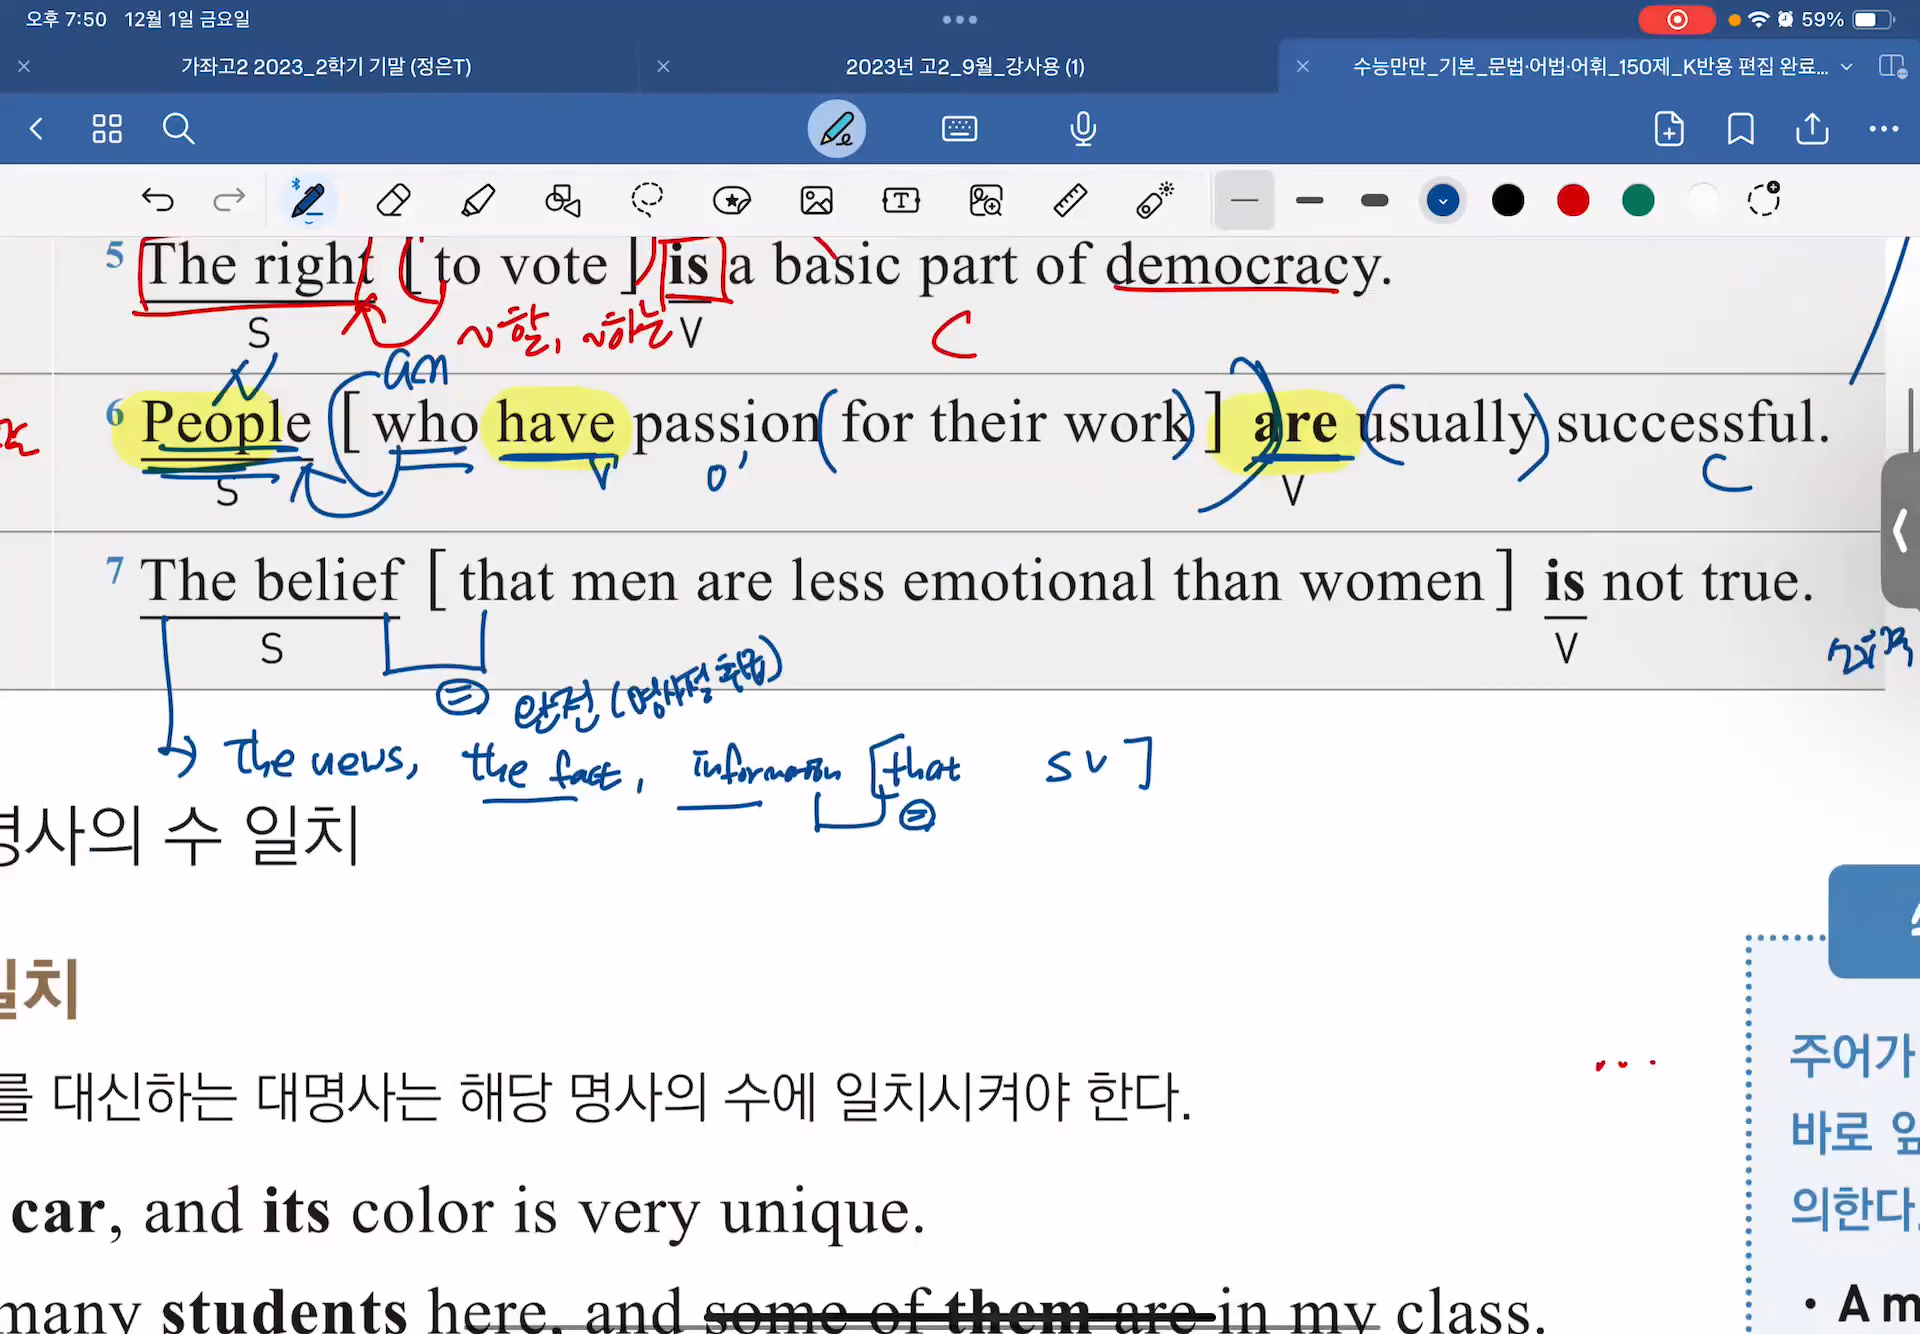 오후 7:50 12월 1일 금요일
59%
가좌고2 2023_2학기 기말 (정은T)
2023년 고2_9월_강사용 (1)
수능만만_기본_문법·어법·어휘_150제_K반용 편집 완료...
5 The right [ to vote ] is a basic part of democracy.
S ~할, ~하는 V C
N an
6 People [ who have passion (for their work) ] are (usually) successful.
S V O' V C
7 The belief [ that men are less emotional than women ] is not true.
S V
= 완전 (명사절 취급)
→ The news, the fact, information [that S V ]
=
명사의 수 일치
일치
를 대신하는 대명사는 해당 명사의 수에 일치시켜야 한다.
주어가
바로 앞
의한다.
car, and its color is very unique.
many students here, and some of them are in my class.
• A m